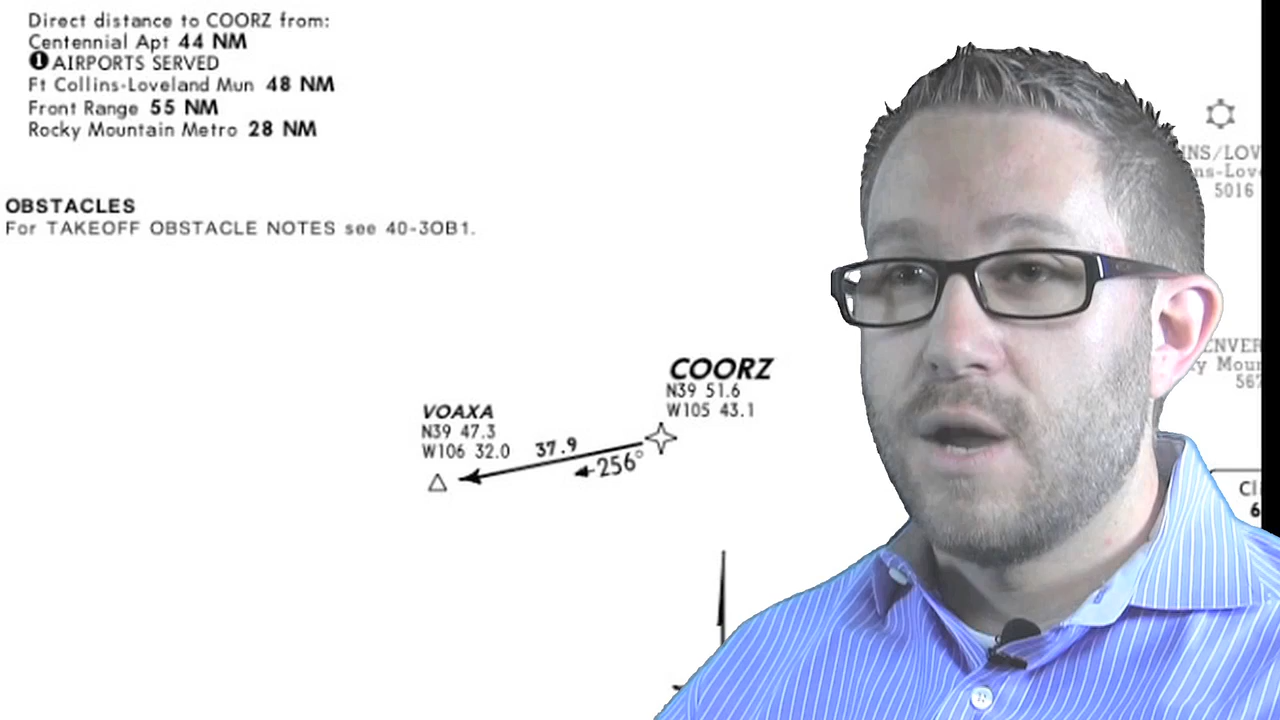 Direct distance to COORZ from:
Centennial Apt 44 NM
1 AIRPORTS SERVED
Ft Collins-Loveland Mun 48 NM
Front Range 55 NM
Rocky Mountain Metro 28 NM
OBSTACLES
For TAKEOFF OBSTACLE NOTES see 40-3OB1.
COORZ
N39 51.6
W105 43.1
VOAXA
N39 47.3
W106 32.0
37.9
256°
5016